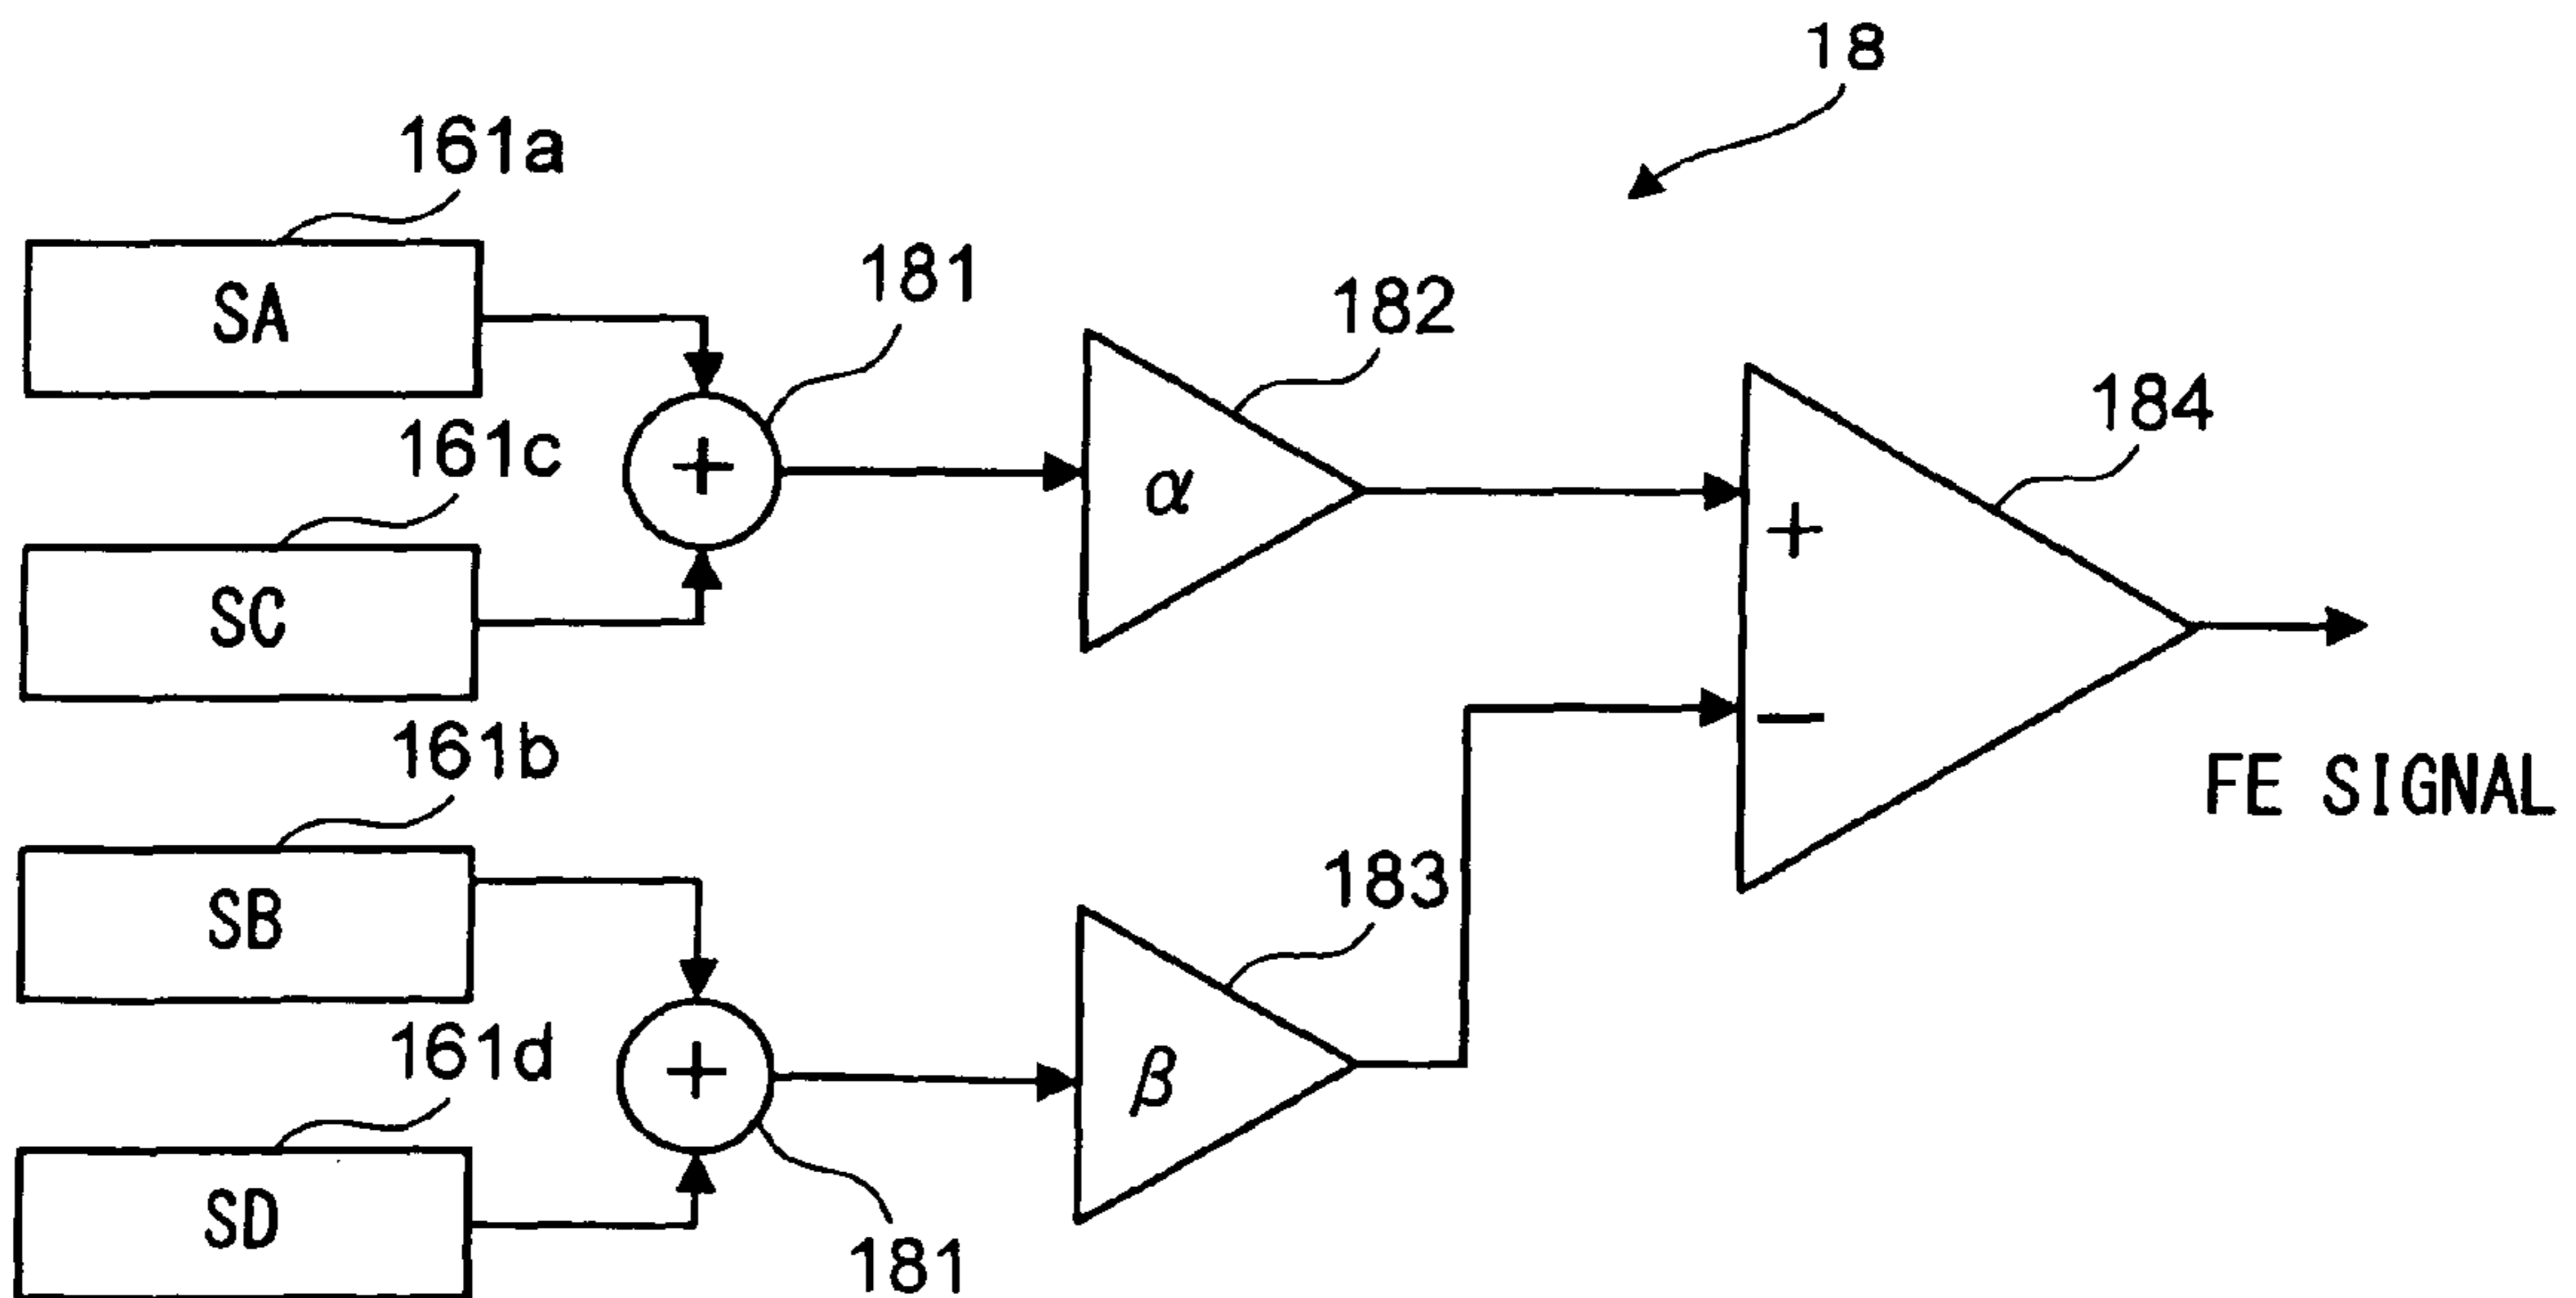 18
161a
SA
181
182
161c
SC
α
+
184
+
−
161b
SB
183
FE SIGNAL
161d
SD
+
β
181